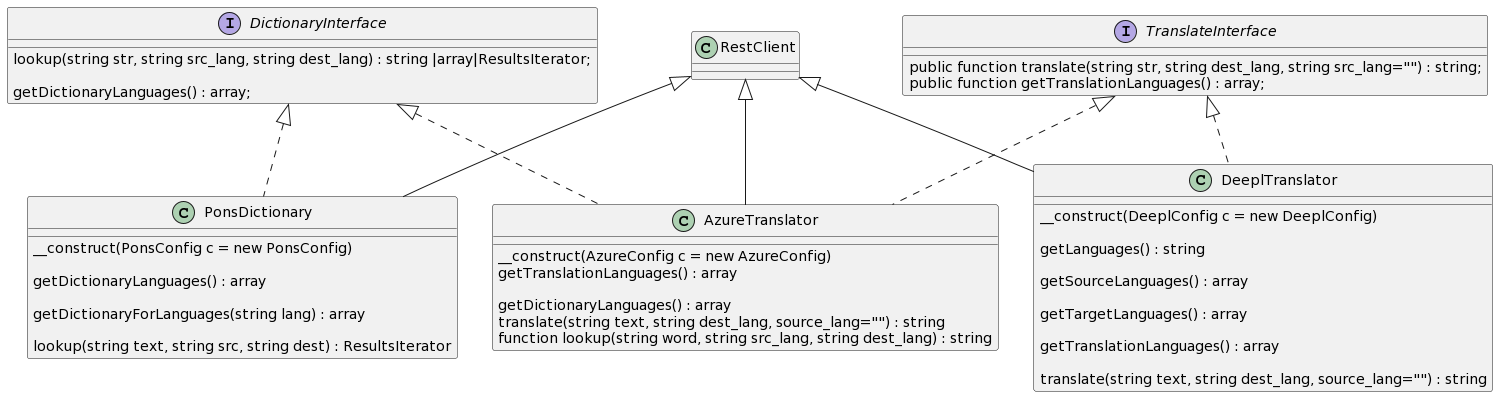 I DictionaryInterface
lookup(string str, string src_lang, string dest_lang) : string |array|ResultsIterator;
getDictionaryLanguages() : array;
C RestClient
I TranslateInterface
public function translate(string str, string dest_lang, string src_lang="") : string;
public function getTranslationLanguages() : array;
C PonsDictionary
__construct(PonsConfig c = new PonsConfig)
getDictionaryLanguages() : array
getDictionaryForLanguages(string lang) : array
lookup(string text, string src, string dest) : ResultsIterator
C AzureTranslator
__construct(AzureConfig c = new AzureConfig)
getTranslationLanguages() : array
getDictionaryLanguages() : array
translate(string text, string dest_lang, source_lang="") : string
function lookup(string word, string src_lang, string dest_lang) : string
C DeeplTranslator
__construct(DeeplConfig c = new DeeplConfig)
getLanguages() : string
getSourceLanguages() : array
getTargetLanguages() : array
getTranslationLanguages() : array
translate(string text, string dest_lang, source_lang="") : string